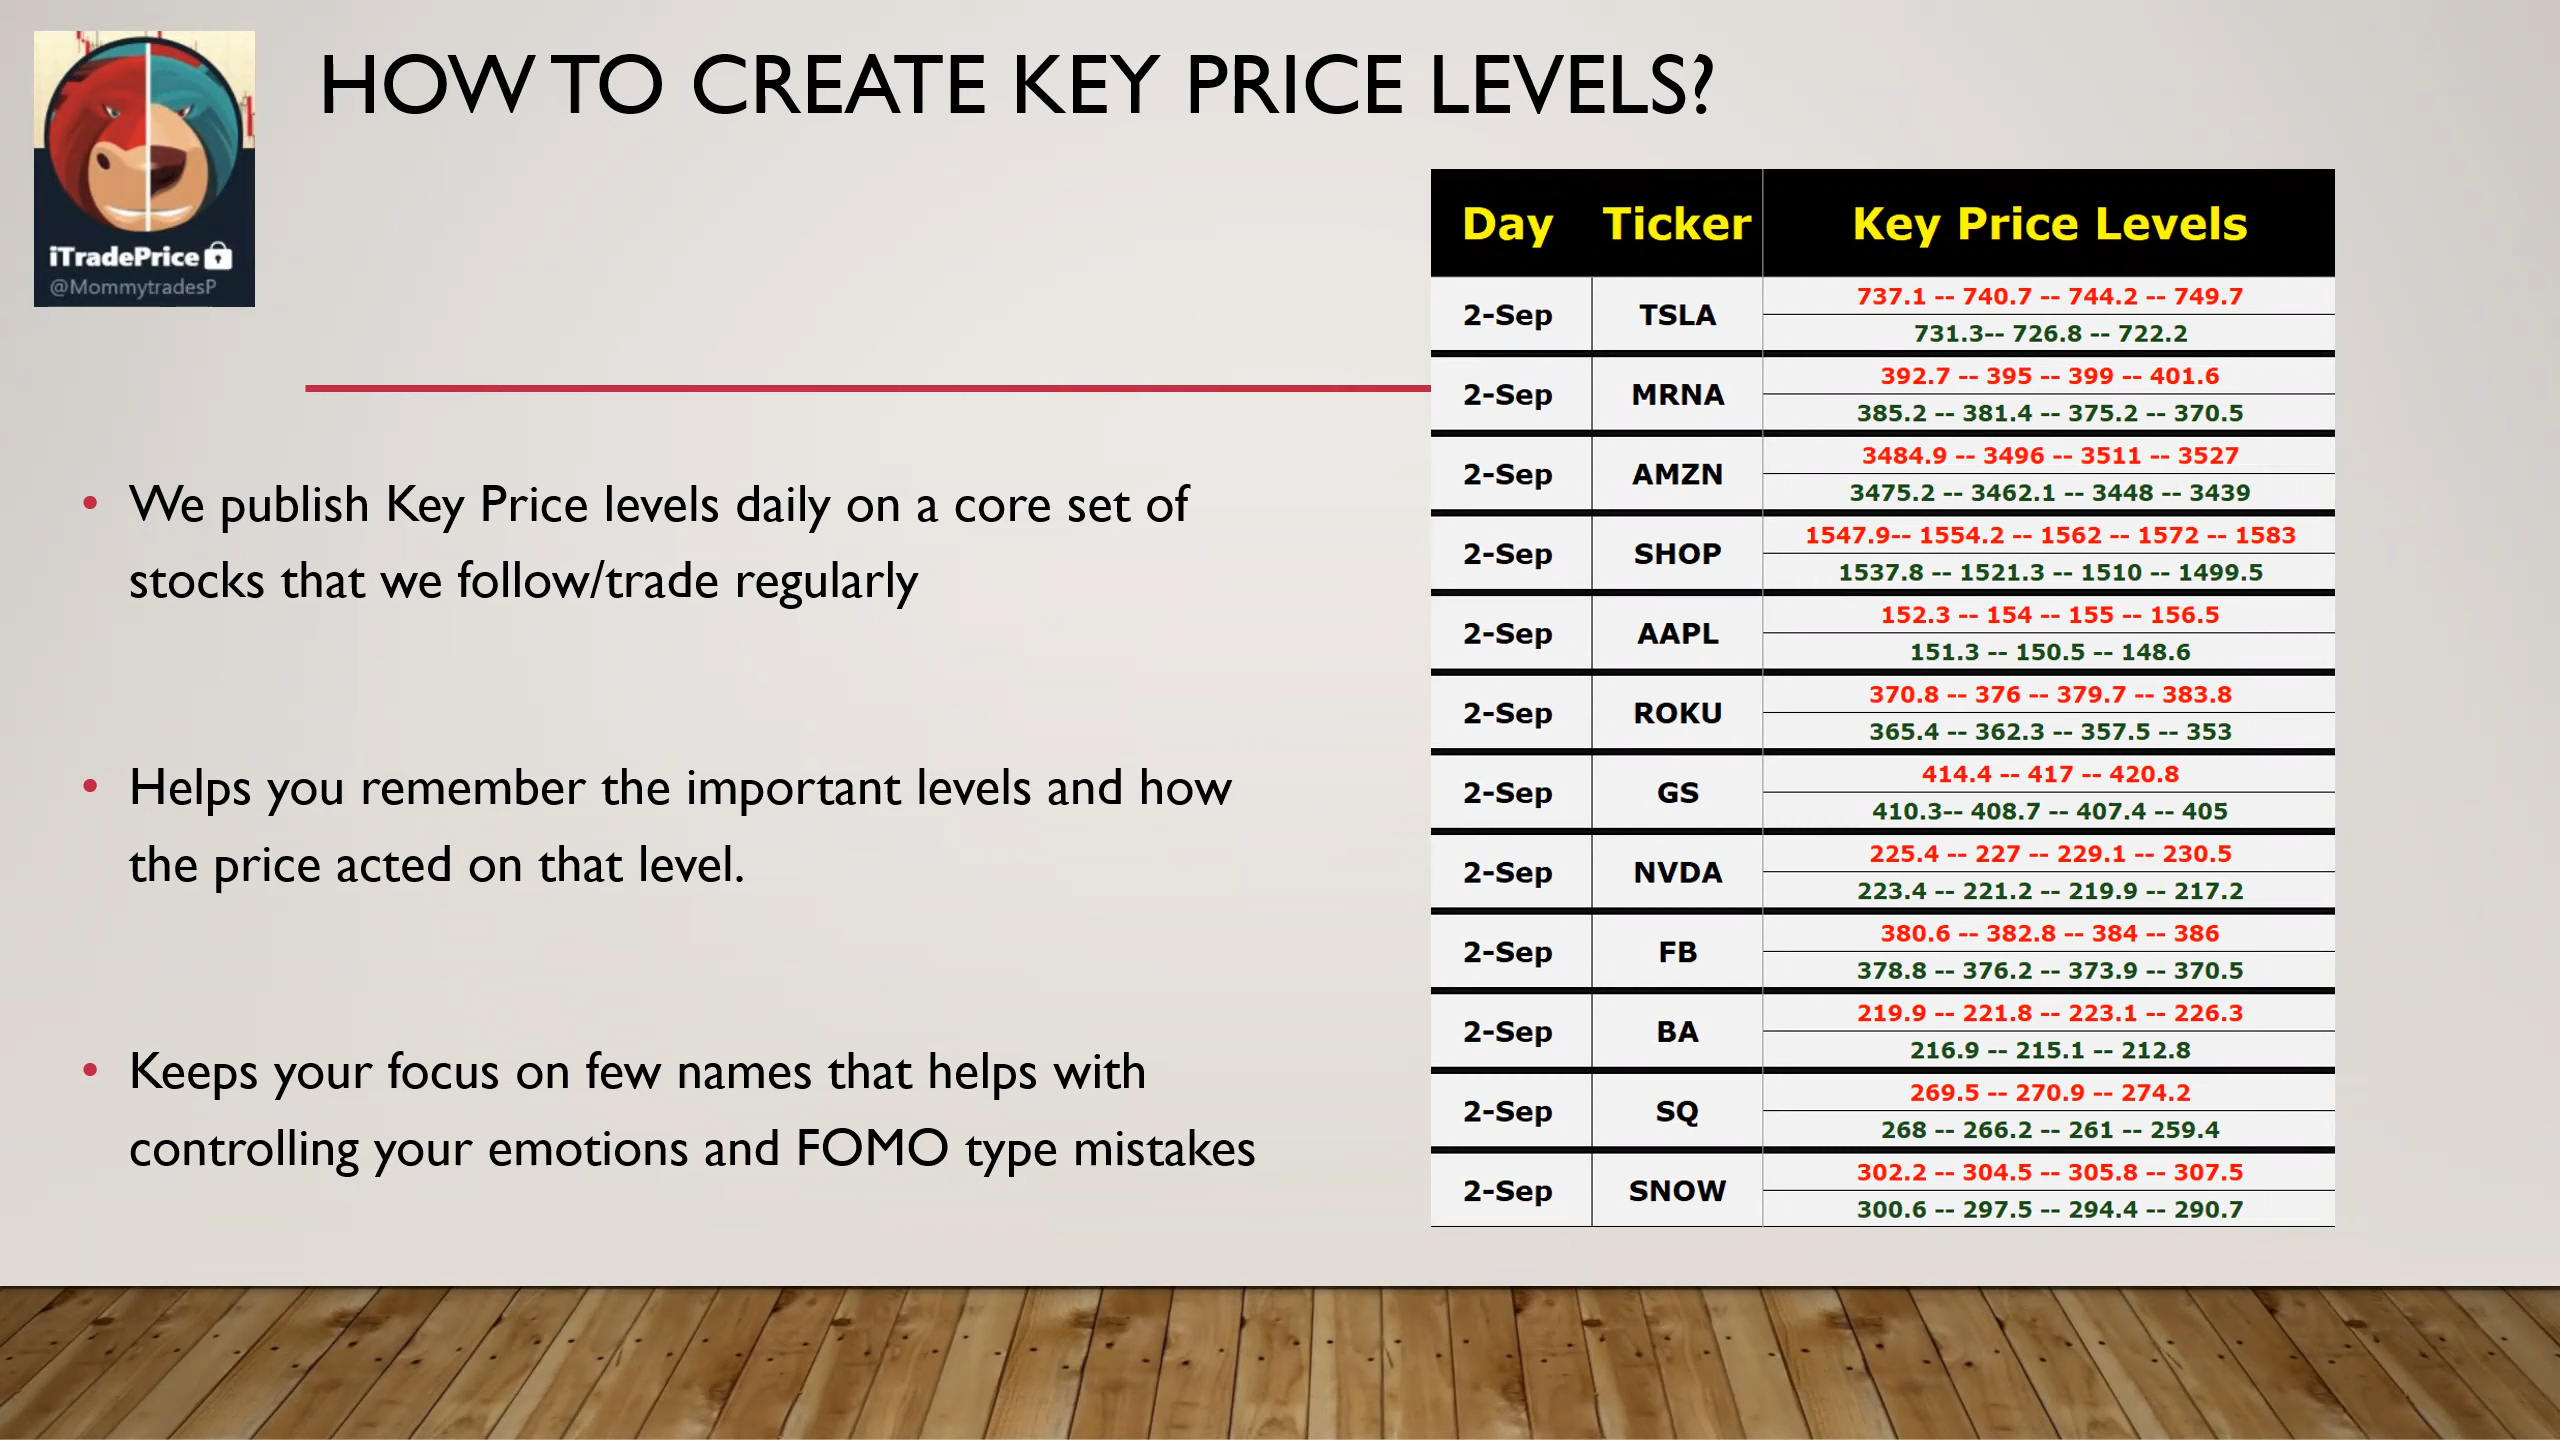 HOW TO CREATE KEY PRICE LEVELS?
iTradePrice
@MommytradesP
We publish Key Price levels daily on a core set of
stocks that we follow/trade regularly
Helps you remember the important levels and how
the price acted on that level.
Keeps your focus on few names that helps with
controlling your emotions and FOMO type mistakes
Day Ticker Key Price Levels
2-Sep TSLA 737.1 -- 740.7 -- 744.2 -- 749.7
731.3-- 726.8 -- 722.2
2-Sep MRNA 392.7 -- 395 -- 399 -- 401.6
385.2 -- 381.4 -- 375.2 -- 370.5
2-Sep AMZN 3484.9 -- 3496 -- 3511 -- 3527
3475.2 -- 3462.1 -- 3448 -- 3439
2-Sep SHOP 1547.9-- 1554.2 -- 1562 -- 1572 -- 1583
1537.8 -- 1521.3 -- 1510 -- 1499.5
2-Sep AAPL 152.3 -- 154 -- 155 -- 156.5
151.3 -- 150.5 -- 148.6
2-Sep ROKU 370.8 -- 376 -- 379.7 -- 383.8
365.4 -- 362.3 -- 357.5 -- 353
2-Sep GS 414.4 -- 417 -- 420.8
410.3-- 408.7 -- 407.4 -- 405
2-Sep NVDA 225.4 -- 227 -- 229.1 -- 230.5
223.4 -- 221.2 -- 219.9 -- 217.2
2-Sep FB 380.6 -- 382.8 -- 384 -- 386
378.8 -- 376.2 -- 373.9 -- 370.5
2-Sep BA 219.9 -- 221.8 -- 223.1 -- 226.3
216.9 -- 215.1 -- 212.8
2-Sep SQ 269.5 -- 270.9 -- 274.2
268 -- 266.2 -- 261 -- 259.4
2-Sep SNOW 302.2 -- 304.5 -- 305.8 -- 307.5
300.6 -- 297.5 -- 294.4 -- 290.7